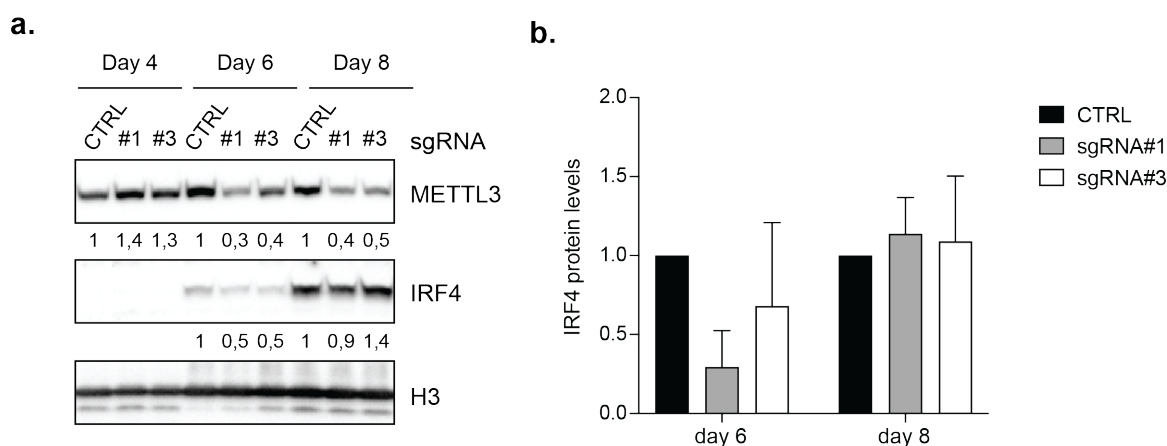 a.
Day 4 Day 6 Day 8
CTRL #1 #3 CTRL #1 #3 CTRL #1 #3 sgRNA
METTL3
1 1,4 1,3 1 0,3 0,4 1 0,4 0,5
IRF4
1 0,5 0,5 1 0,9 1,4
H3
b.
IRF4 protein levels
2.0
1.5
1.0
0.5
0.0
day 6 day 8
CTRL
sgRNA#1
sgRNA#3